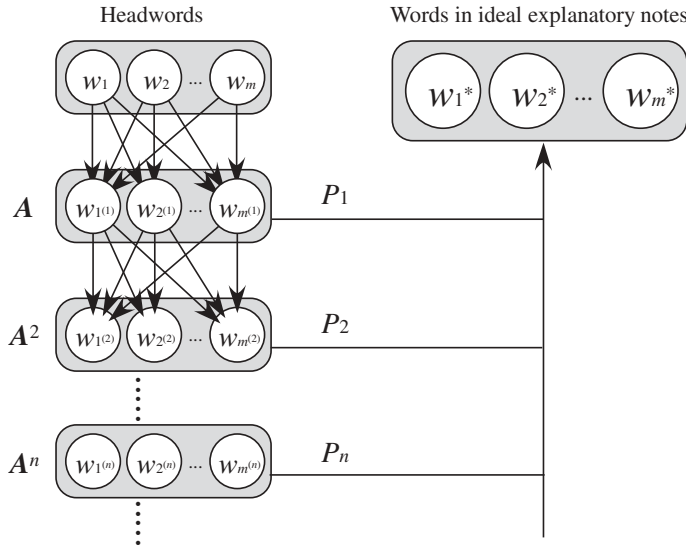 Headwords
Words in ideal explanatory notes
w1 w2 ... wm
w1* w2* ... wm*
A w1(1) w2(1) ... wm(1) P1
A2 w1(2) w2(2) ... wm(2) P2
An w1(n) w2(n) ... wm(n) Pn